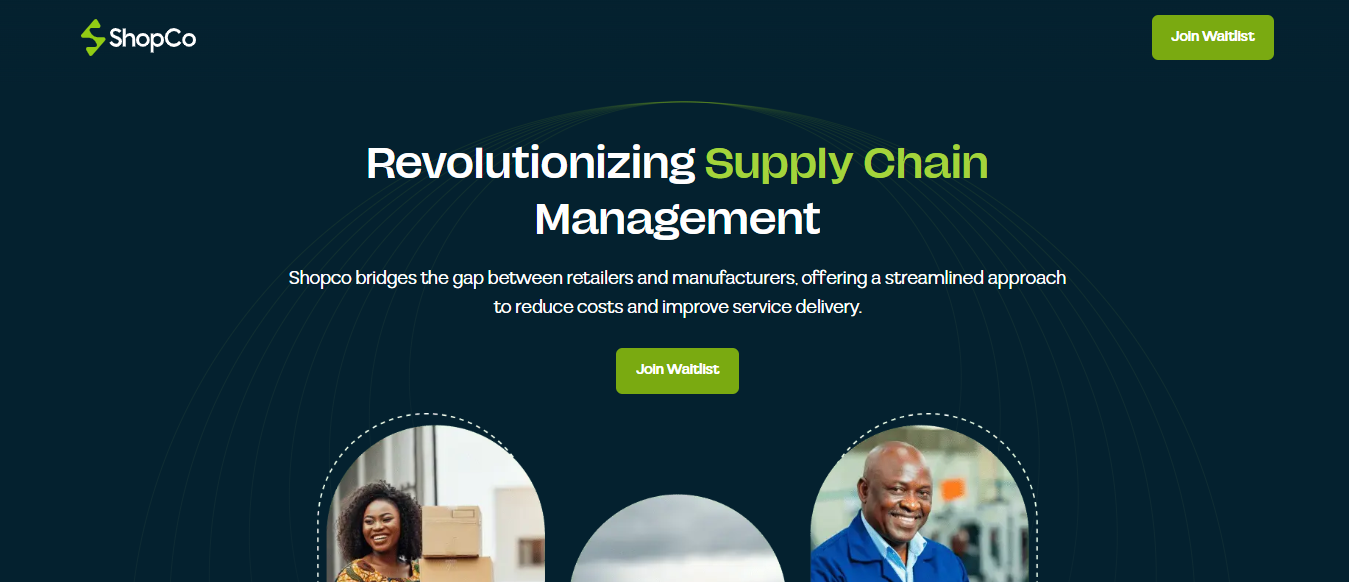 ShopCo
Join Waitlist
Revolutionizing Supply Chain
Management
Shopco bridges the gap between retailers and manufacturers, offering a streamlined approach
to reduce costs and improve service delivery.
Join Waitlist